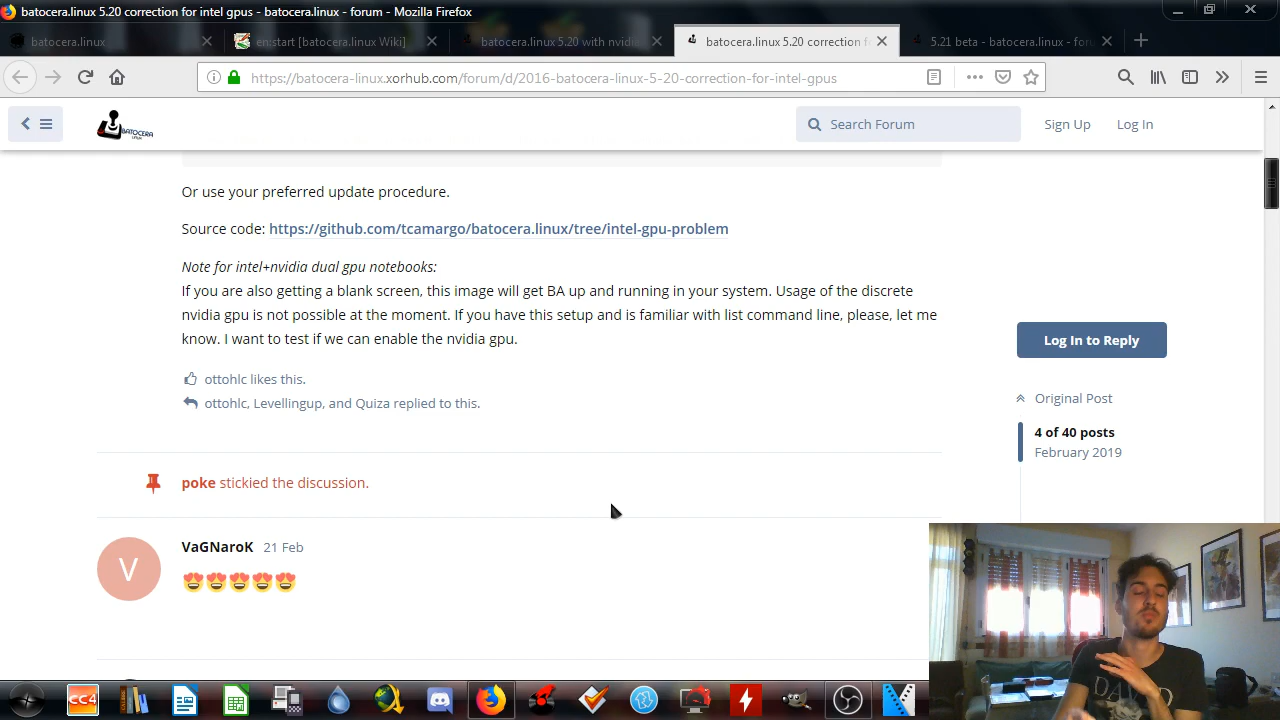 batocera.linux 5.20 correction for intel gpus - batocera.linux - forum - Mozilla Firefox
batocera.linux
en:start [batocera.linux Wiki]
batocera.linux 5.20 with nvidia
batocera.linux 5.20 correction f
5.21 beta - batocera.linux - foru
https://batocera-linux.xorhub.com/forum/d/2016-batocera-linux-5-20-correction-for-intel-gpus
BATOCERA
LINUX
Search Forum
Sign Up
Log In
Or use your preferred update procedure.
Source code: https://github.com/tcamargo/batocera.linux/tree/intel-gpu-problem
Note for intel+nvidia dual gpu notebooks:
If you are also getting a blank screen, this image will get BA up and running in your system. Usage of the discrete
nvidia gpu is not possible at the moment. If you have this setup and is familiar with list command line, please, let me
know. I want to test if we can enable the nvidia gpu.
ottohlc likes this.
ottohlc, Levellingup, and Quiza replied to this.
Log In to Reply
Original Post
4 of 40 posts
February 2019
poke stickied the discussion.
V
VaGNaroK 21 Feb
CC4